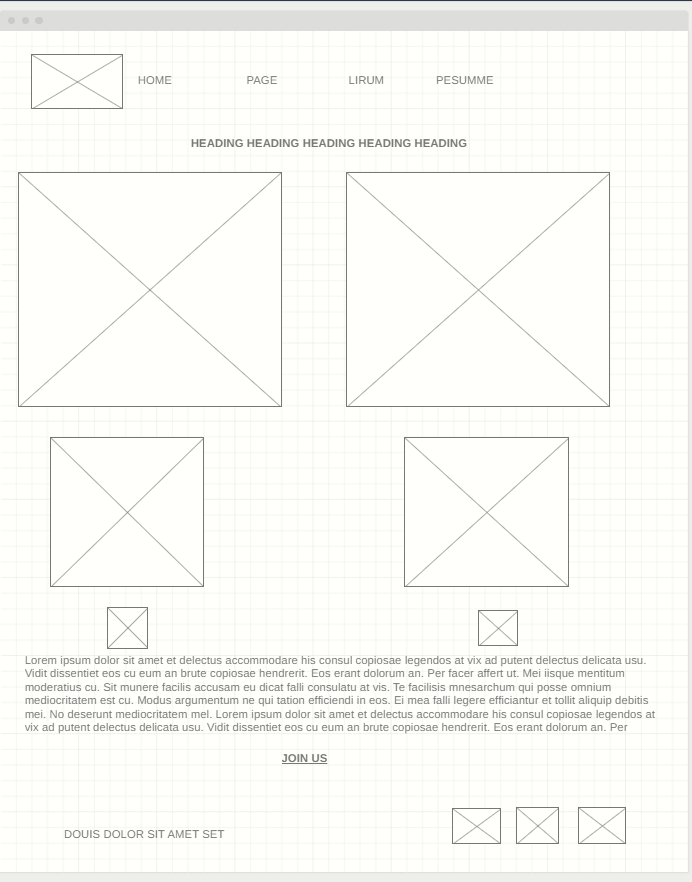 HOME PAGE LIRUM PESUMME
HEADING HEADING HEADING HEADING HEADING
Lorem ipsum dolor sit amet et delectus accommodare his consul copiosae legendos at vix ad putent delectus delicata usu.
Vidit dissentiet eos cu eum an brute copiosae hendrerit. Eos erant dolorum an. Per facer affert ut. Mei iisque mentitum
moderatius cu. Sit munere facilis accusam eu dicat falli consulatu at vis. Te facilisis mnesarchum qui posse omnium
mediocritatem est cu. Modus argumentum ne qui tation efficiendi in eos. Ei mea falli legere efficiantur et tollit aliquip debitis
mei. No deserunt mediocritatem mel. Lorem ipsum dolor sit amet et delectus accommodare his consul copiosae legendos at
vix ad putent delectus delicata usu. Vidit dissentiet eos cu eum an brute copiosae hendrerit. Eos erant dolorum an. Per
JOIN US
DOUIS DOLOR SIT AMET SET